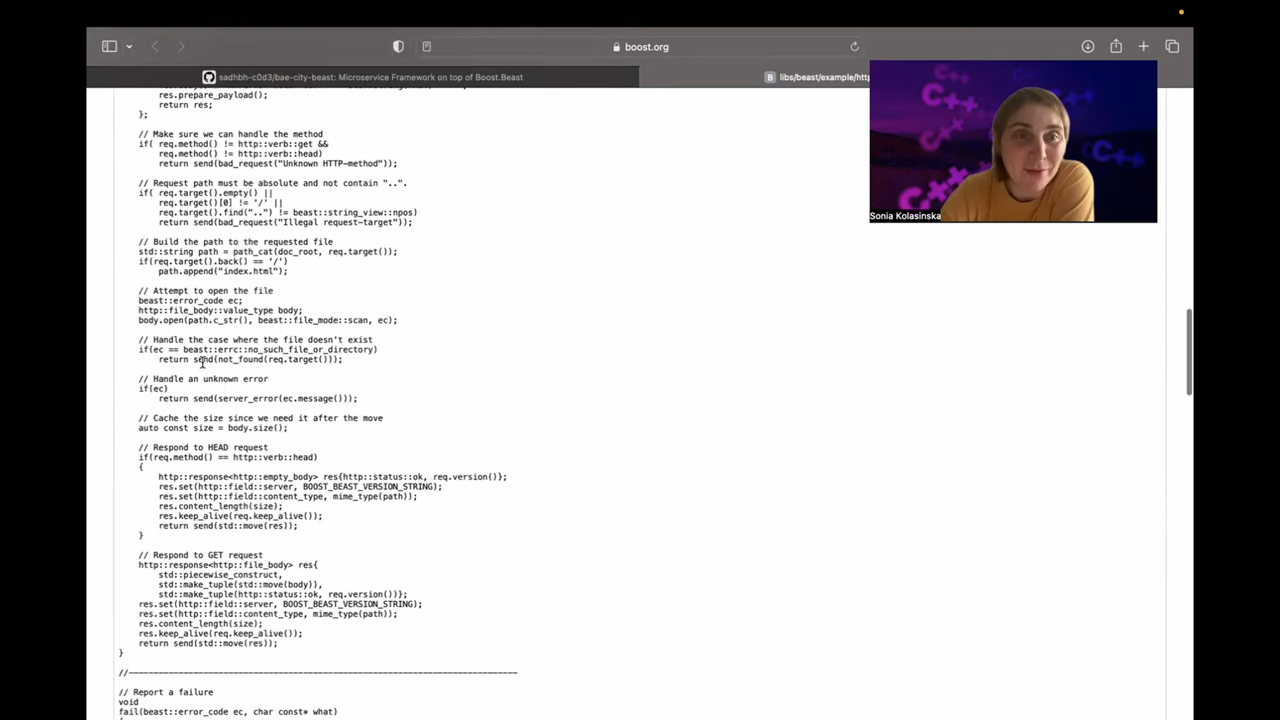 boost.org
sadhbh-c0d3/bae-city-beast: Microservice Framework on top of Boost.Beast
libs/beast/example/http
res.prepare_payload();
return res;
};
// Make sure we can handle the method
if( req.method() != http::verb::get &&
req.method() != http::verb::head)
return send(bad_request("Unknown HTTP-method"));
// Request path must be absolute and not contain "..".
if( req.target().empty() ||
req.target()[0] != '/' ||
req.target().find("..") != beast::string_view::npos)
return send(bad_request("Illegal request-target"));
// Build the path to the requested file
std::string path = path_cat(doc_root, req.target());
if(req.target().back() == '/')
path.append("index.html");
// Attempt to open the file
beast::error_code ec;
http::file_body::value_type body;
body.open(path.c_str(), beast::file_mode::scan, ec);
// Handle the case where the file doesn't exist
if(ec == beast::errc::no_such_file_or_directory)
return send(not_found(req.target()));
// Handle an unknown error
if(ec)
return send(server_error(ec.message()));
// Cache the size since we need it after the move
auto const size = body.size();
// Respond to HEAD request
if(req.method() == http::verb::head)
{
http::response<http::empty_body> res{http::status::ok, req.version()};
res.set(http::field::server, BOOST_BEAST_VERSION_STRING);
res.set(http::field::content_type, mime_type(path));
res.content_length(size);
res.keep_alive(req.keep_alive());
return send(std::move(res));
}
// Respond to GET request
http::response<http::file_body> res{
std::piecewise_construct,
std::make_tuple(std::move(body)),
std::make_tuple(http::status::ok, req.version())};
res.set(http::field::server, BOOST_BEAST_VERSION_STRING);
res.set(http::field::content_type, mime_type(path));
res.content_length(size);
res.keep_alive(req.keep_alive());
return send(std::move(res));
}
//------------------------------------------------------------------------------
// Report a failure
void
fail(beast::error_code ec, char const* what)
C++
C++
C++
C++
Sonia Kolasinska